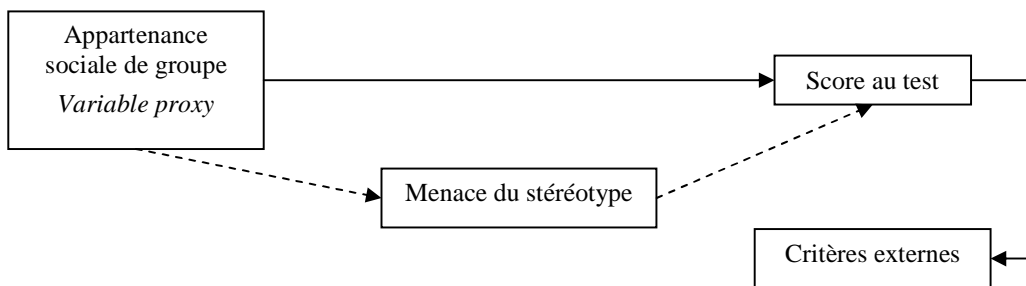 Appartenance
sociale de groupe
Variable proxy
Score au test
Menace du stéréotype
Critères externes